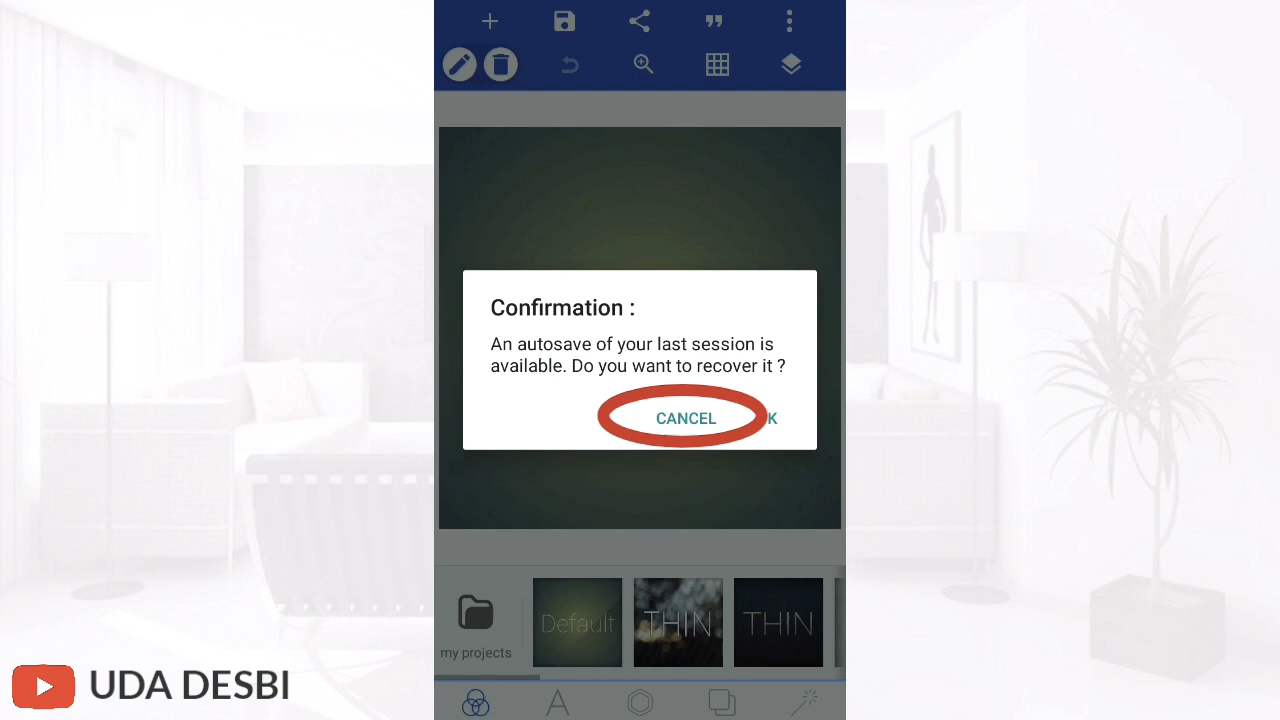 Confirmation :
An autosave of your last session is
available. Do you want to recover it ?
CANCEL
K
my projects
Default
THIN
THIN
UDA DESBI